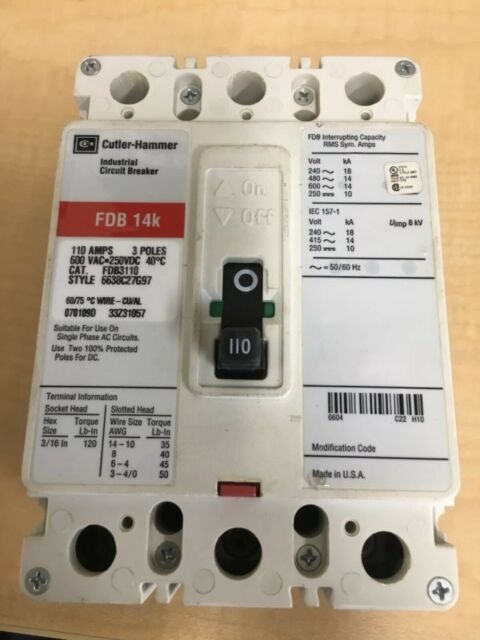 Cutler-Hammer
Industrial
Circuit Breaker
FDB 14k
110 AMPS 3 POLES
600 VAC•250VDC 40°C
CAT. FDB3110
STYLE 6638C27G97
60/75 °C WIRE-CU/AL
070109D 33Z31057
Suitable For Use On
Single Phase AC Circuits.
Use Two 100% Protected
Poles For DC.
Terminal Information
Socket Head Slotted Head
Hex Size Torque Lb-In Wire Size AWG Torque Lb-In
3/16 In 120 14-10 35
8 40
6-4 45
3-4/0 50
On
Off
O
110
FDB Interrupting Capacity
RMS Sym. Amps
Volt kA
240 ~ 18
480 ~ 14
600 ~ 14
250 ⎓ 10
IEC 157-1
Volt kA
240 ~ 18
415 ~ 14
250 ⎓ 10
Uimp 8 kV
~ = 50/60 Hz
6604 C22 H10
Modification Code
Made in U.S.A.